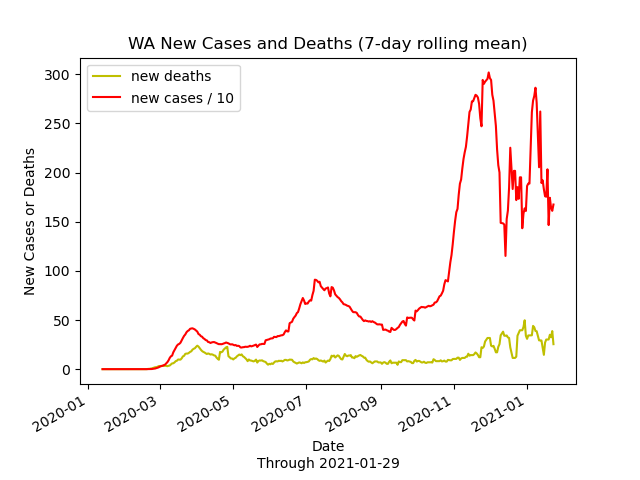 WA New Cases and Deaths (7-day rolling mean)
new deaths
new cases / 10
300
250
200
150
100
50
0
New Cases or Deaths
2020-01
2020-03
2020-05
2020-07
2020-09
2020-11
2021-01
Date
Through 2021-01-29